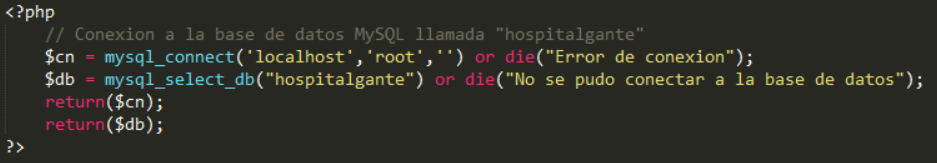 <?php
// Conexion a la base de datos MySQL llamada "hospitalgante"
$cn = mysql_connect('localhost','root','') or die("Error de conexion");
$db = mysql_select_db("hospitalgante") or die("No se pudo conectar a la base de datos");
return($cn);
return($db);
?>